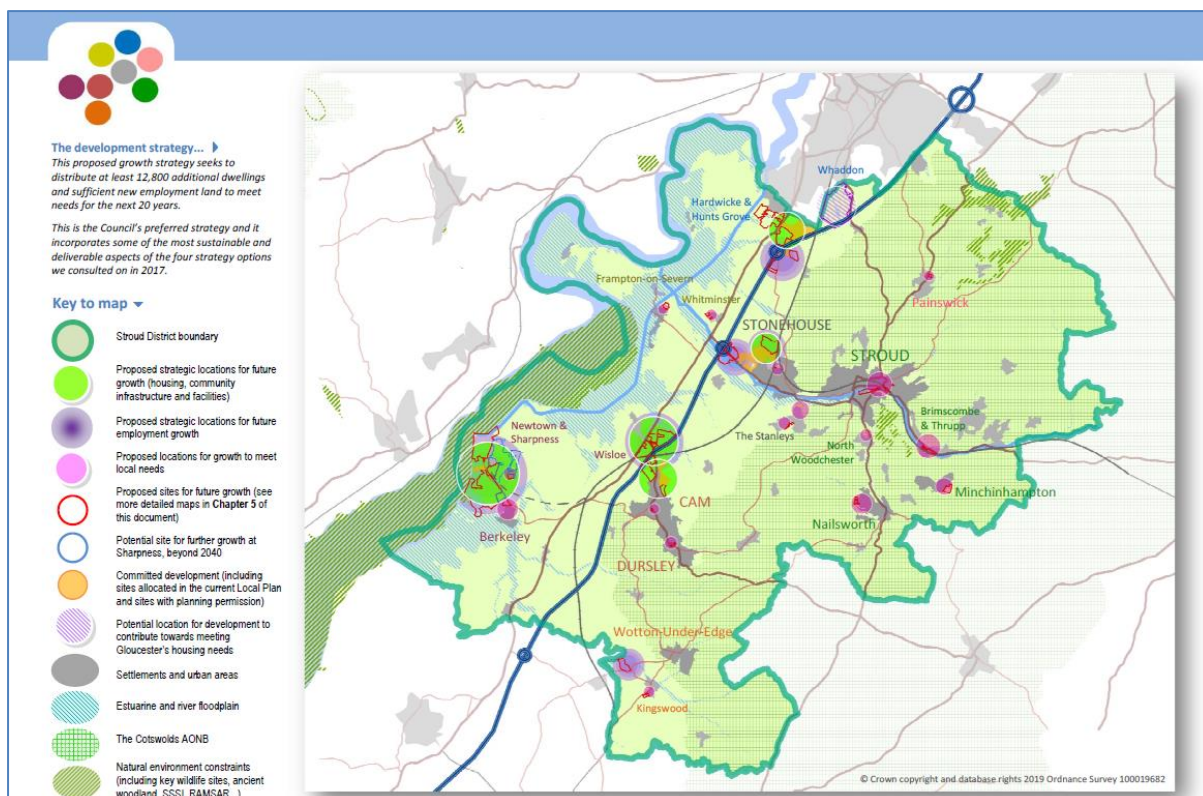 The development strategy...
This proposed growth strategy seeks to
distribute at least 12,800 additional dwellings
and sufficient new employment land to meet
needs for the next 20 years.
This is the Council's preferred strategy and it
incorporates some of the most sustainable and
deliverable aspects of the four strategy options
we consulted on in 2017.
Key to map
Stroud District boundary
Proposed strategic locations for future
growth (housing, community
infrastructure and facilities)
Proposed strategic locations for future
employment growth
Proposed locations for growth to meet
local needs
Proposed sites for future growth (see
more detailed maps in Chapter 5 of
this document)
Potential site for further growth at
Sharpness, beyond 2040
Committed development (including
sites allocated in the current Local Plan
and sites with planning permission)
Potential location for development to
contribute towards meeting
Gloucester's housing needs
Settlements and urban areas
Estuarine and river floodplain
The Cotswolds AONB
Natural environment constraints
(including key wildlife sites, ancient
woodland, SSSI, RAMSAR...)
Whaddon
Hardwicke &
Hunts Grove
Frampton-on-Severn
Whitminster
Painswick
STONEHOUSE
STROUD
Newtown &
Sharpness
Wisloe
The Stanleys
Brimscombe
& Thrupp
North
Woodchester
CAM
Minchinhampton
Berkeley
Nailsworth
DURSLEY
Wotton-Under-Edge
Kingswood
© Crown copyright and database rights 2019 Ordnance Survey 100019682